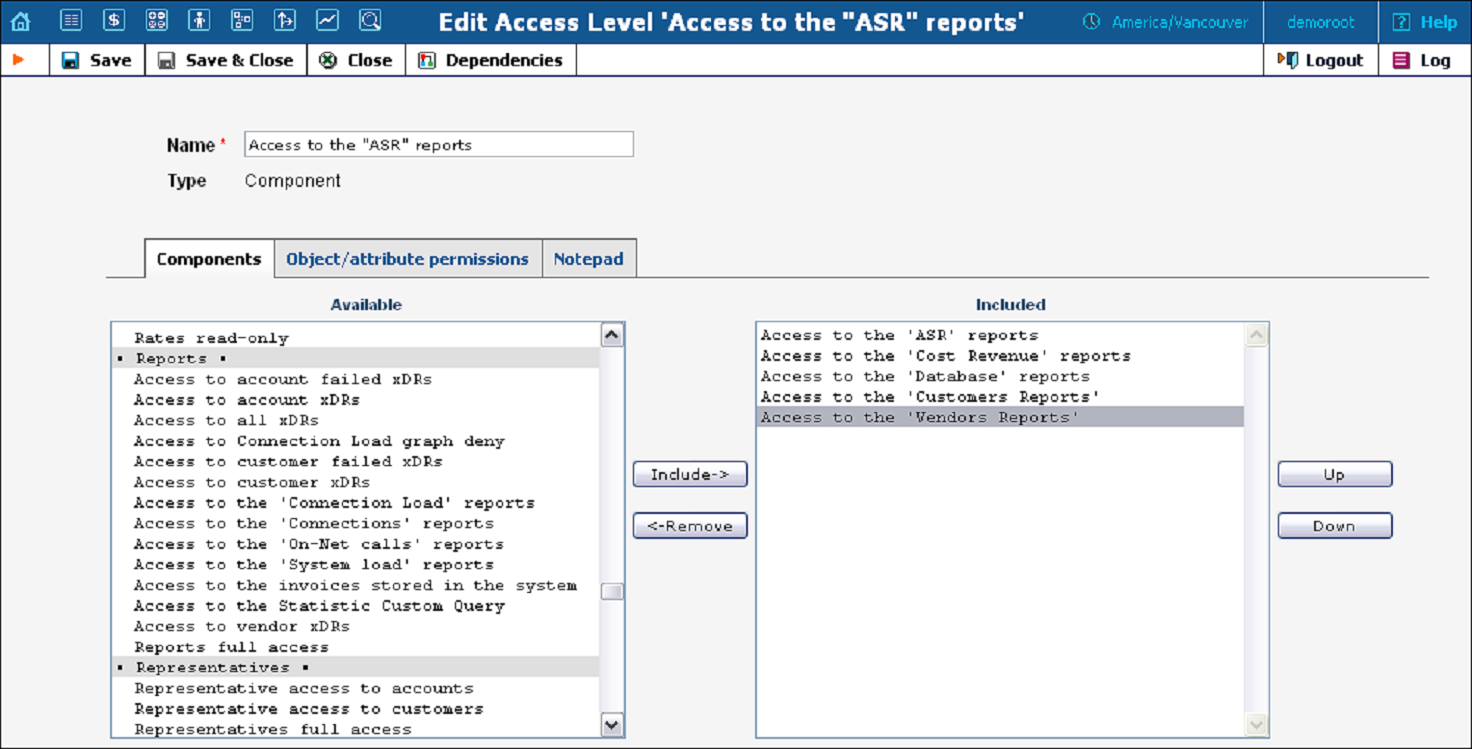 Edit Access Level 'Access to the "ASR" reports' America/Vancouver demoroot ? Help
Save Save & Close Close Dependencies Logout Log
Name * Access to the "ASR" reports
Type Component
Components Object/attribute permissions Notepad
Available
Rates read-only
▪ Reports ▪
Access to account failed xDRs
Access to account xDRs
Access to all xDRs
Access to Connection Load graph deny
Access to customer failed xDRs
Access to customer xDRs
Access to the 'Connection Load' reports
Access to the 'Connections' reports
Access to the 'On-Net calls' reports
Access to the 'System load' reports
Access to the invoices stored in the system
Access to the Statistic Custom Query
Access to vendor xDRs
Reports full access
▪ Representatives ▪
Representative access to accounts
Representative access to customers
Representatives full access
Include->
<-Remove
Included
Access to the 'ASR' reports
Access to the 'Cost Revenue' reports
Access to the 'Database' reports
Access to the 'Customers Reports'
Access to the 'Vendors Reports'
Up
Down